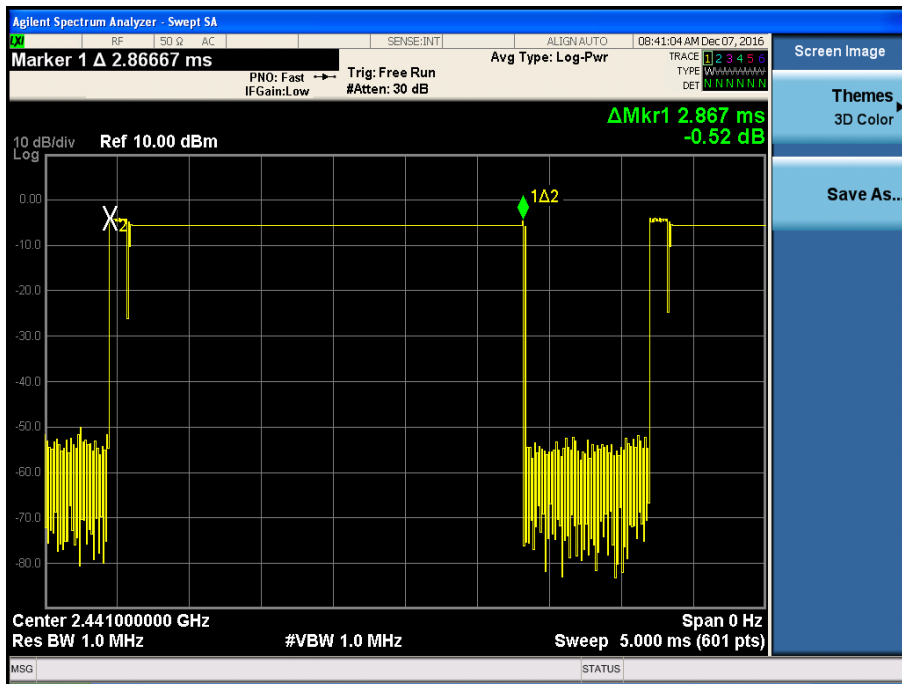 Agilent Spectrum Analyzer - Swept SA
LXI RF 50 Ω AC SENSE:INT ALIGN AUTO 08:41:04 AM Dec 07, 2016
Marker 1 Δ 2.86667 ms
PNO: Fast
IFGain:Low
Trig: Free Run
#Atten: 30 dB
Avg Type: Log-Pwr
TRACE 1 2 3 4 5 6
TYPE W
DET N N N N N N
Screen Image
Themes
3D Color
Save As...
ΔMkr1 2.867 ms
-0.52 dB
10 dB/div Ref 10.00 dBm
Log
0.00
-10.0
-20.0
-30.0
-40.0
-50.0
-60.0
-70.0
-80.0
X2
1Δ2
Center 2.441000000 GHz Span 0 Hz
Res BW 1.0 MHz #VBW 1.0 MHz Sweep 5.000 ms (601 pts)
MSG STATUS